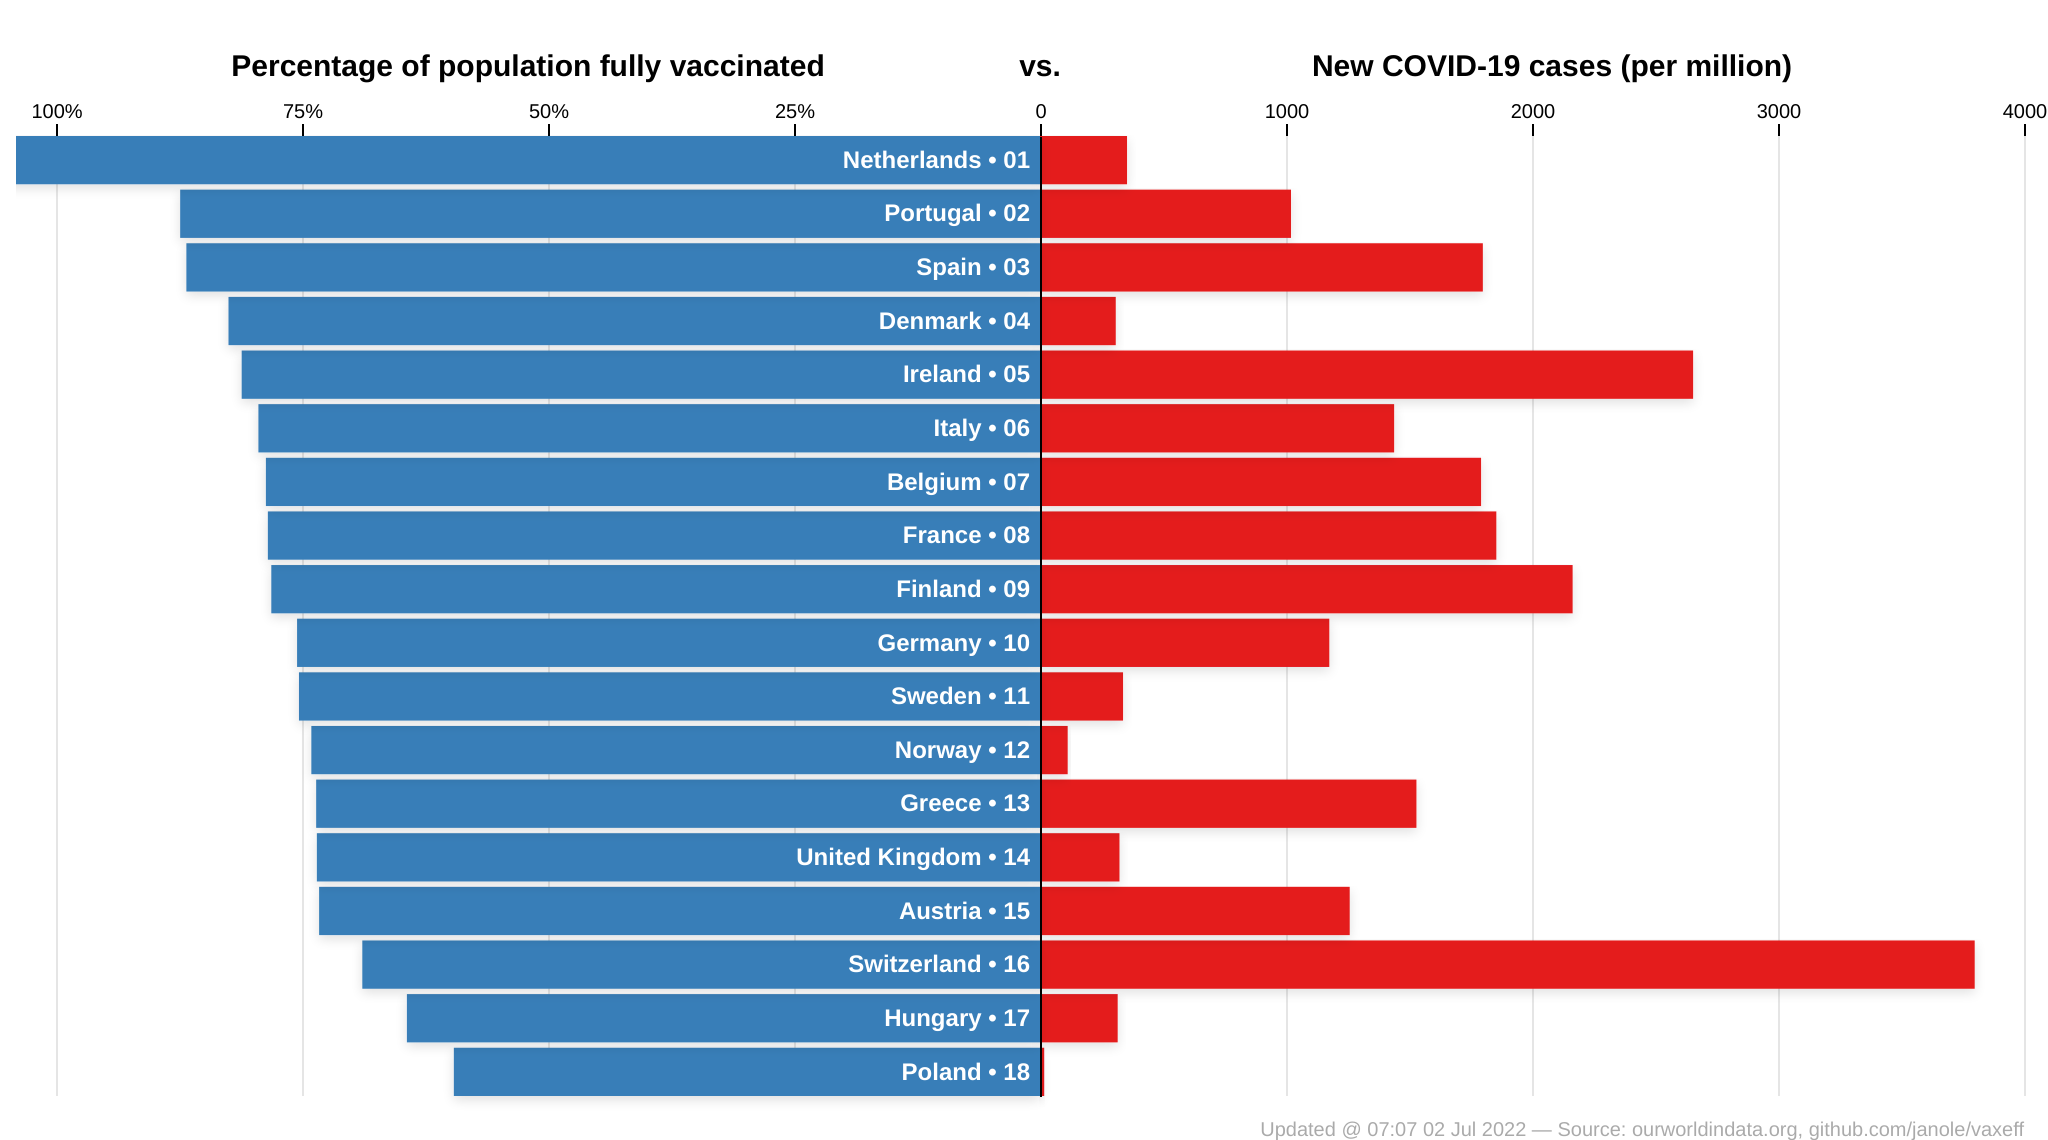 Percentage of population fully vaccinated vs. New COVID-19 cases (per million)
100% 75% 50% 25% 0 1000 2000 3000 4000
Netherlands • 01
Portugal • 02
Spain • 03
Denmark • 04
Ireland • 05
Italy • 06
Belgium • 07
France • 08
Finland • 09
Germany • 10
Sweden • 11
Norway • 12
Greece • 13
United Kingdom • 14
Austria • 15
Switzerland • 16
Hungary • 17
Poland • 18
Updated @ 07:07 02 Jul 2022 — Source: ourworldindata.org, github.com/janole/vaxeff